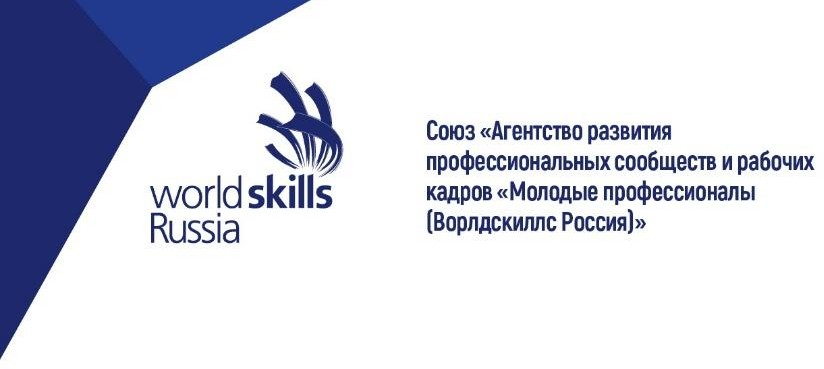 world skills
Russia
Союз «Агентство развития
профессиональных сообществ и рабочих
кадров «Молодые профессионалы
(Ворлдскиллс Россия)»